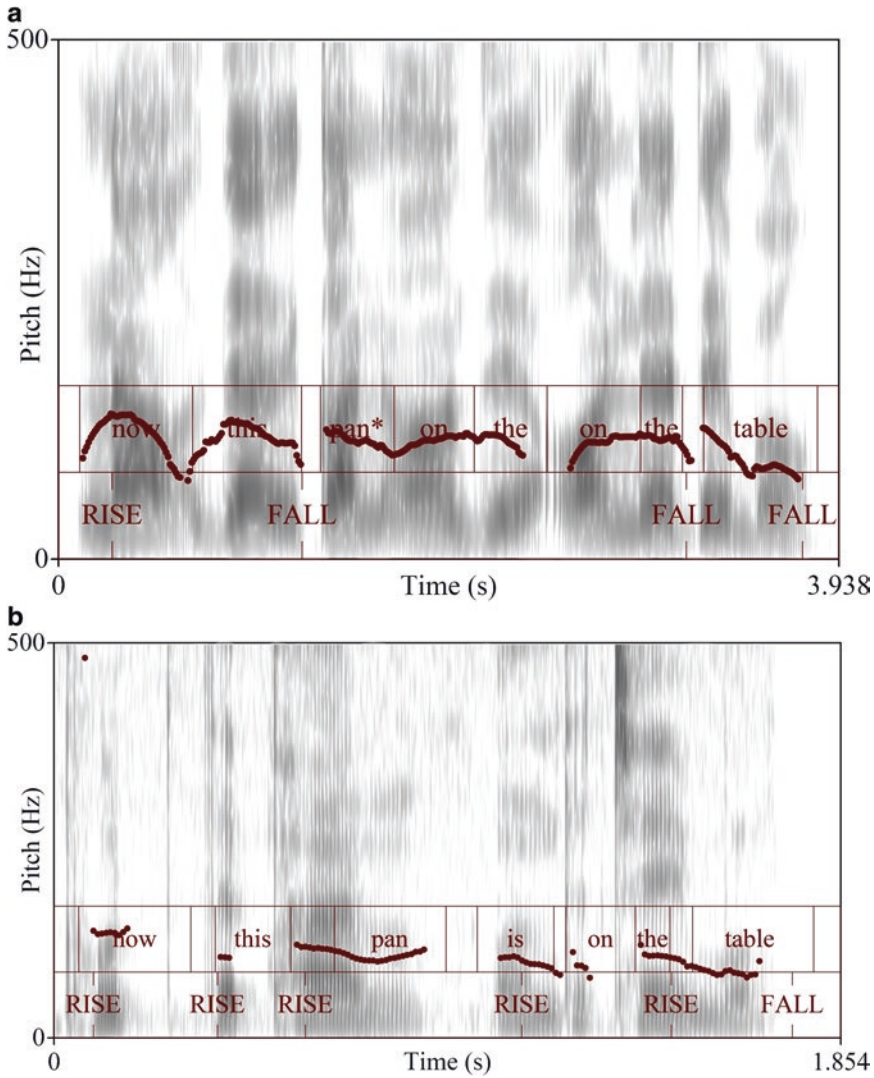 a
500
Pitch (Hz)
now this pan* on the on the table
RISE FALL FALL FALL
0
0 Time (s) 3.938
b
500
Pitch (Hz)
now this pan is on the table
RISE RISE RISE RISE RISE FALL
0
0 Time (s) 1.854